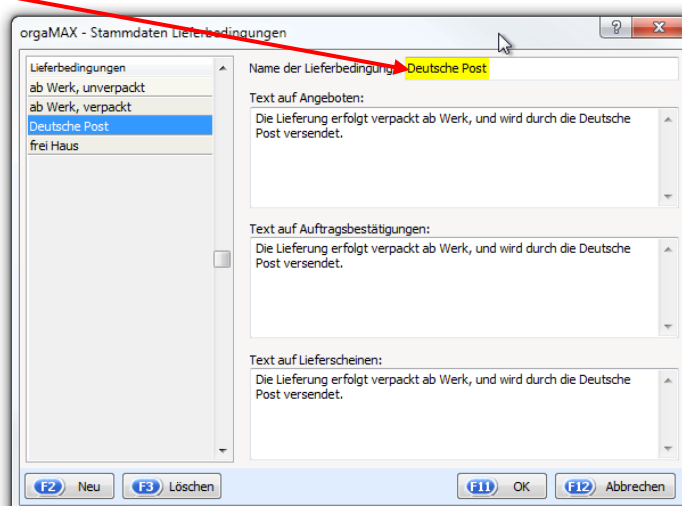 orgaMAX - Stammdaten Lieferbedingungen
Lieferbedingungen
ab Werk, unverpackt
ab Werk, verpackt
Deutsche Post
frei Haus
Name der Lieferbedingung: Deutsche Post
Text auf Angeboten:
Die Lieferung erfolgt verpackt ab Werk, und wird durch die Deutsche
Post versendet.
Text auf Auftragsbestätigungen:
Die Lieferung erfolgt verpackt ab Werk, und wird durch die Deutsche
Post versendet.
Text auf Lieferscheinen:
Die Lieferung erfolgt verpackt ab Werk, und wird durch die Deutsche
Post versendet.
F2 Neu
F3 Löschen
F11 OK
F12 Abbrechen